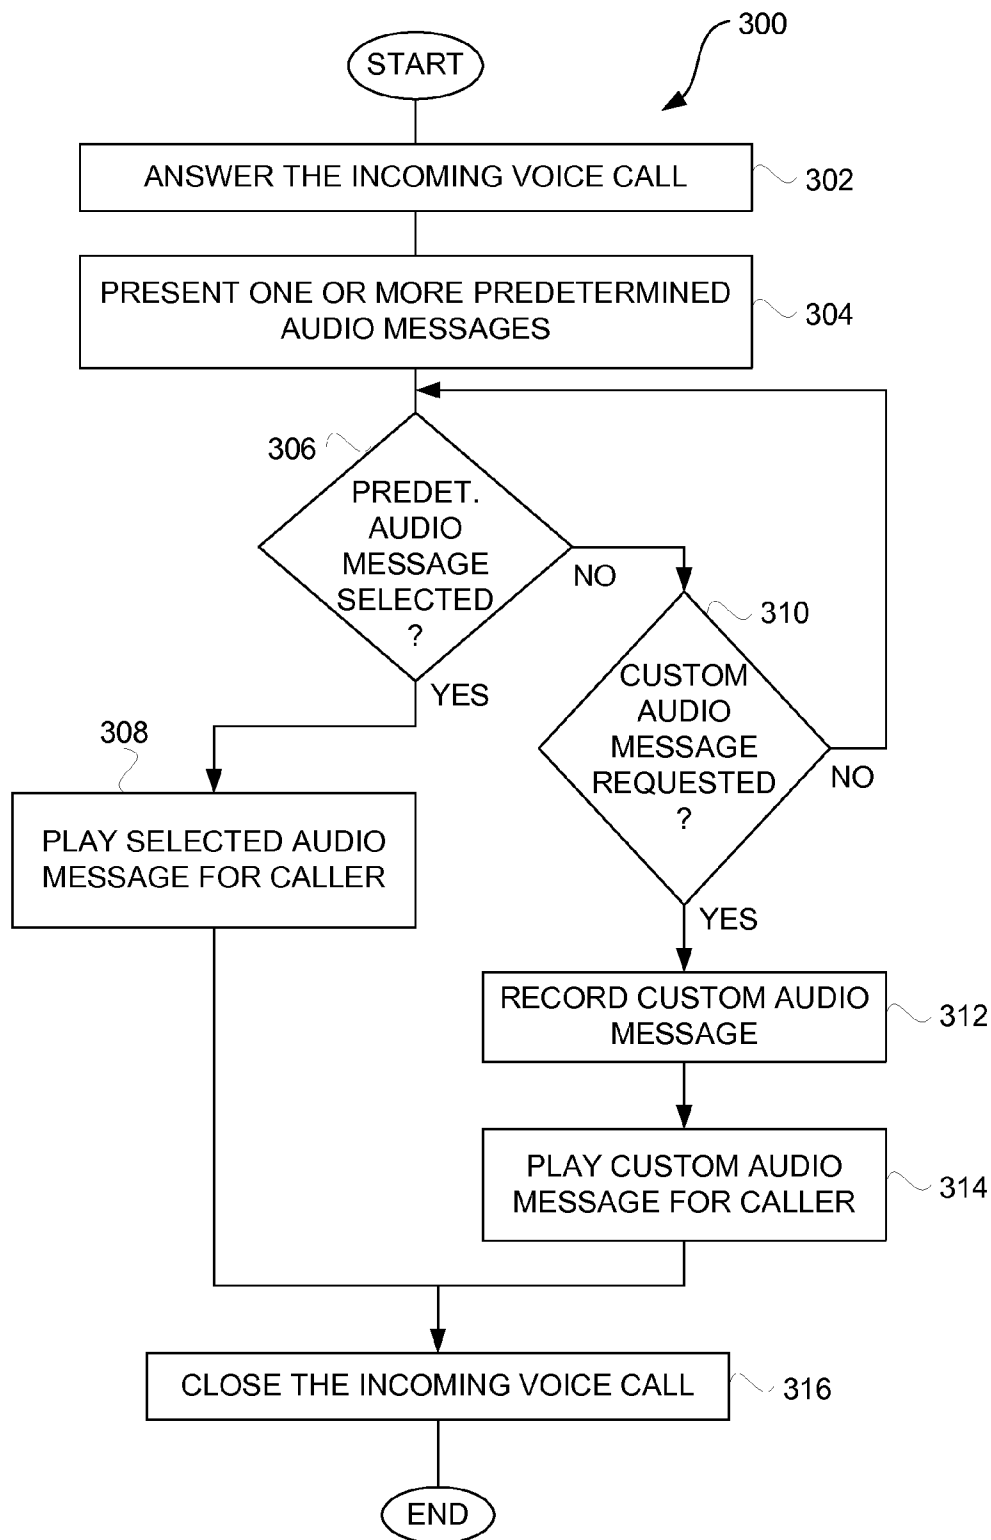 300
START
ANSWER THE INCOMING VOICE CALL
302
PRESENT ONE OR MORE PREDETERMINED
AUDIO MESSAGES
304
306
PREDET.
AUDIO
MESSAGE
SELECTED
?
NO
YES
310
CUSTOM
AUDIO
MESSAGE
REQUESTED
?
NO
YES
308
PLAY SELECTED AUDIO
MESSAGE FOR CALLER
RECORD CUSTOM AUDIO
MESSAGE
312
PLAY CUSTOM AUDIO
MESSAGE FOR CALLER
314
CLOSE THE INCOMING VOICE CALL
316
END